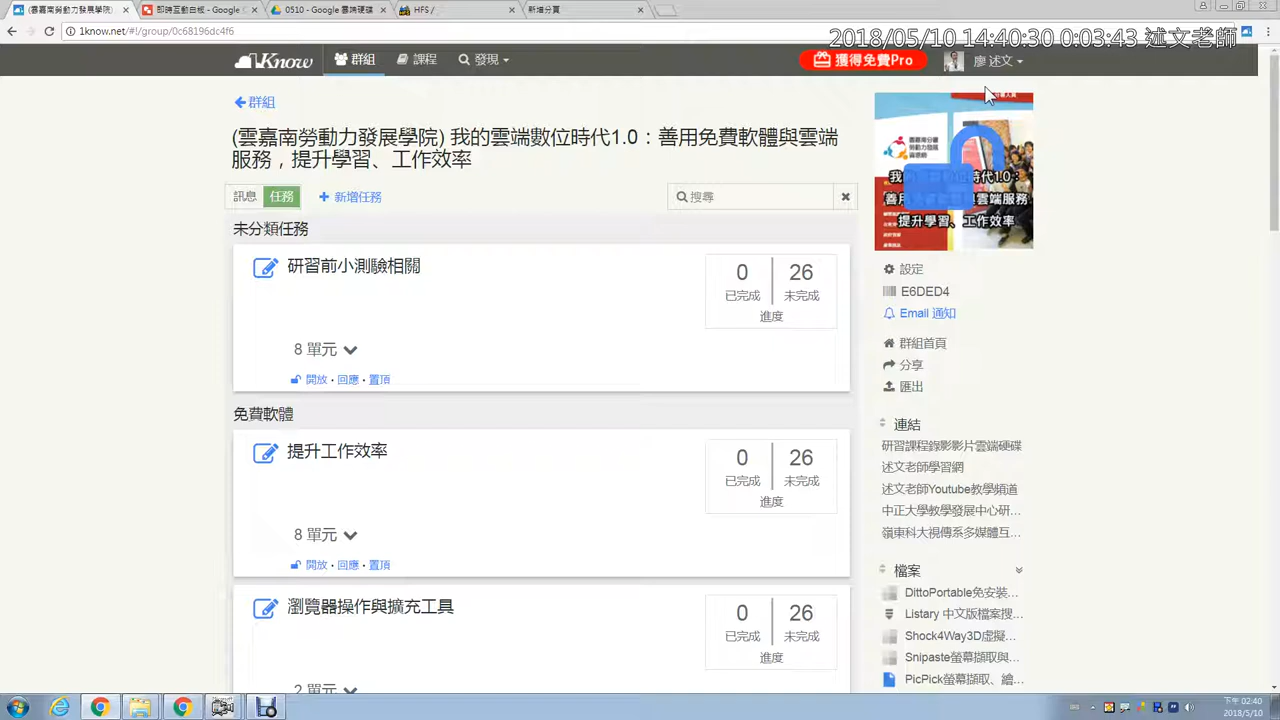 (雲嘉南勞動力發展學院)
即時互動白板 - Google C
0510 - Google 雲端硬碟
HFS /
新增分頁
1know.net/#!/group/0c68196dc4f6
2018/05/10 14:40:30 0:03:43 述文老師
1Know
群組
課程
發現
獲得免費Pro
廖 述文
群組
(雲嘉南勞動力發展學院) 我的雲端數位時代1.0：善用免費軟體與雲端
服務，提升學習、工作效率
訊息
任務
新增任務
搜尋
未分類任務
研習前小測驗相關
0
已完成
26
未完成
進度
8 單元
開放・回應・置頂
免費軟體
提升工作效率
0
已完成
26
未完成
進度
8 單元
開放・回應・置頂
瀏覽器操作與擴充工具
0
已完成
26
未完成
進度
2 單元
提升學習、工作效率
設定
E6DED4
Email 通知
群組首頁
分享
匯出
連結
研習課程錄影影片雲端硬碟
述文老師學習網
述文老師Youtube教學頻道
中正大學教學發展中心研...
嶺東科大視傳系多媒體互...
檔案
DittoPortable免安裝...
Listary 中文版檔案搜...
Shock4Way3D虛擬...
Snipaste螢幕擷取與...
PicPick螢幕擷取、繪...
下午 02:40
2018/5/10